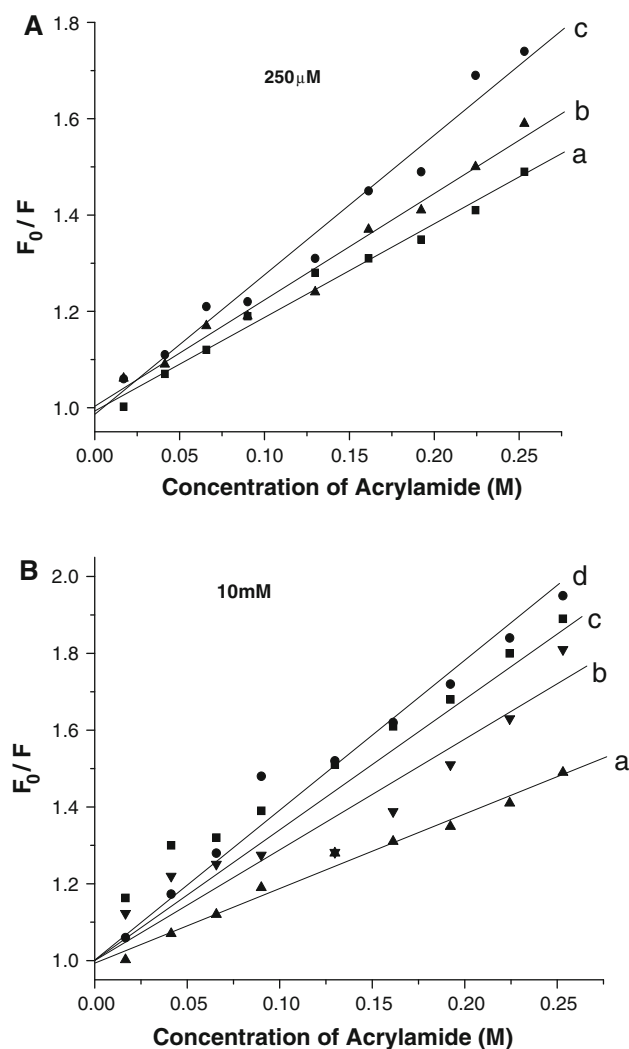 A
250μM
F₀ / F
1.8
1.6
1.4
1.2
1.0
c
b
a
0.00 0.05 0.10 0.15 0.20 0.25
Concentration of Acrylamide (M)
B
10mM
F₀ / F
2.0
1.8
1.6
1.4
1.2
1.0
d
c
b
a
0.00 0.05 0.10 0.15 0.20 0.25
Concentration of Acrylamide (M)